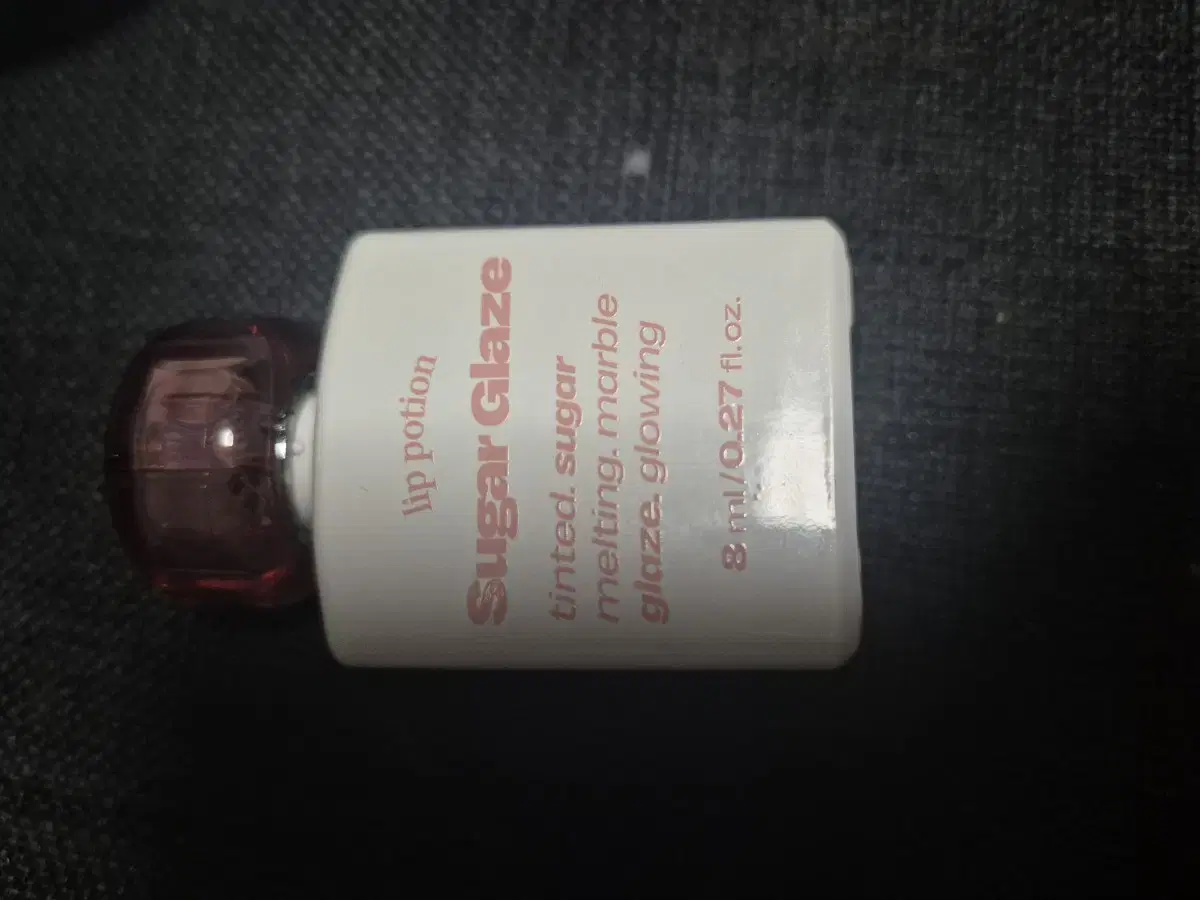 lip potion
Sugar Glaze
tinted. sugar
melting. marble
glaze. glowing
8 ml / 0.27 fl. oz.